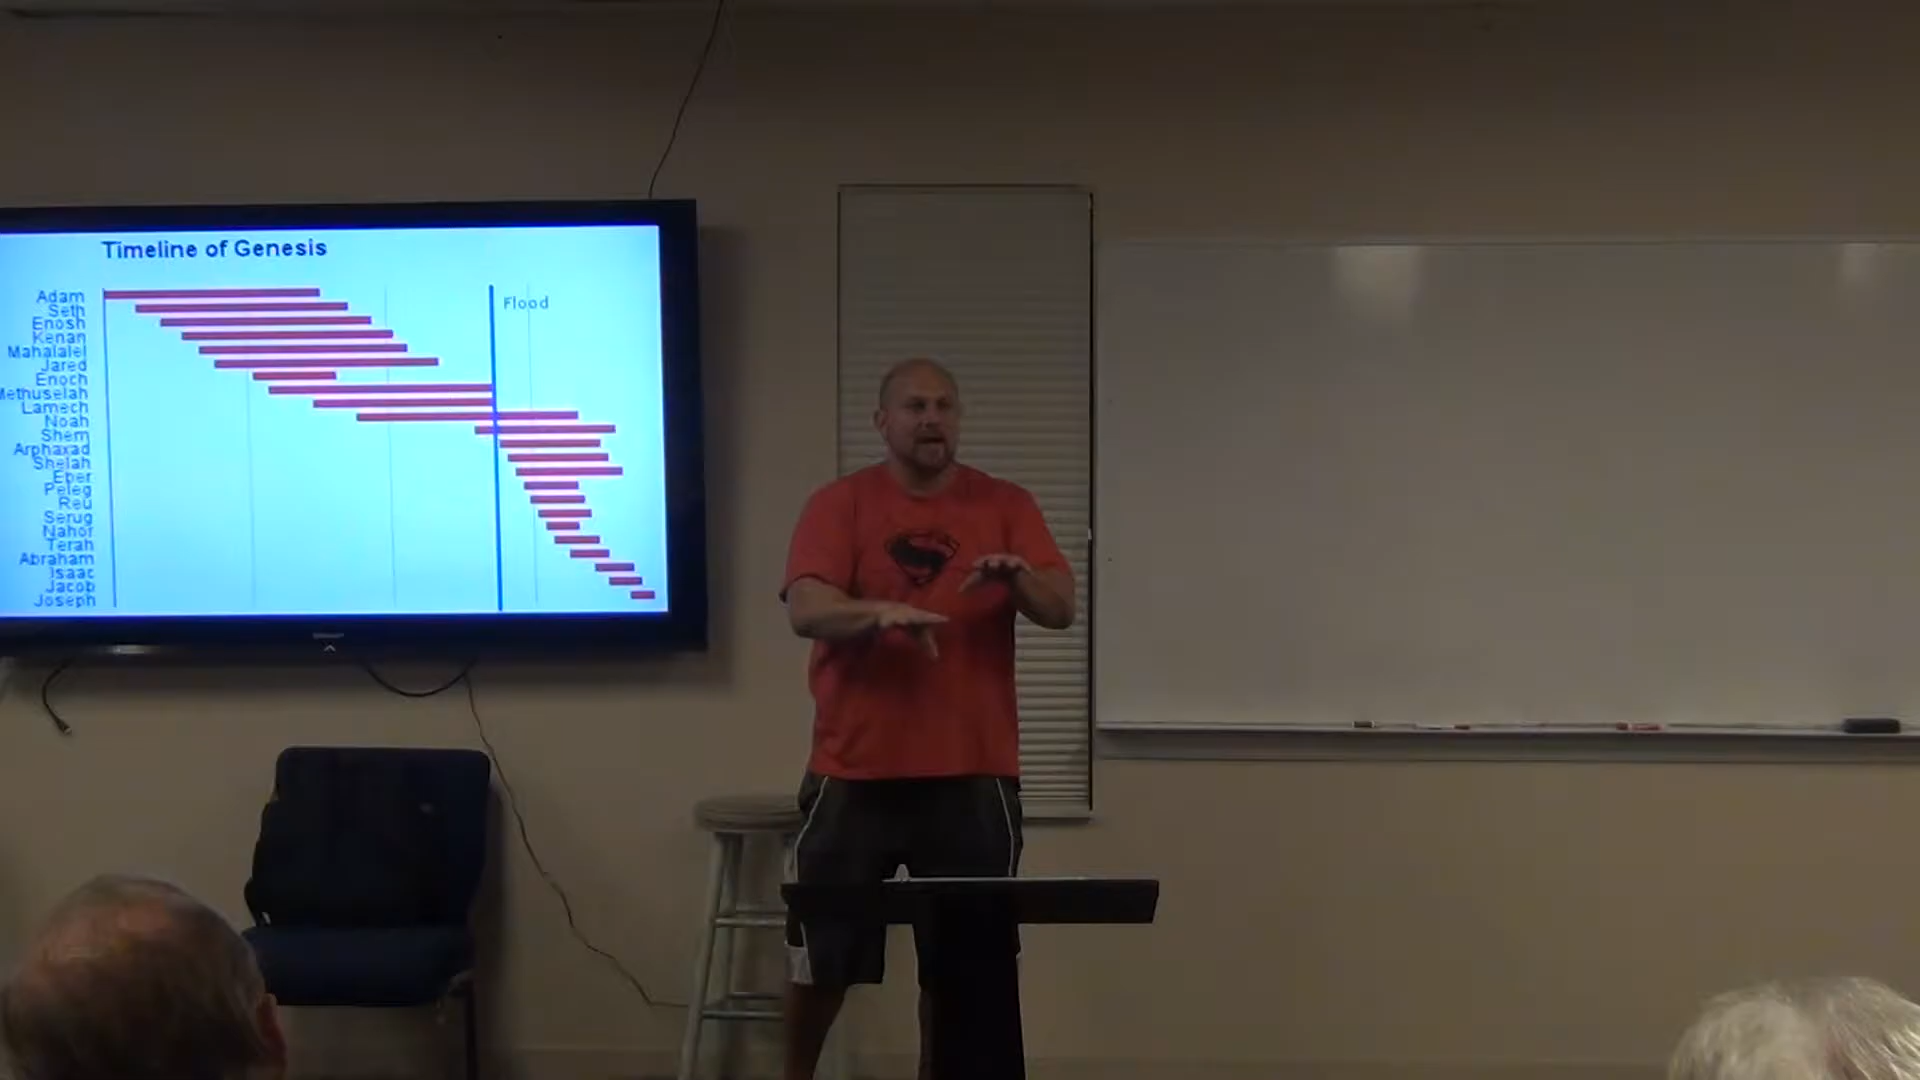 Timeline of Genesis
Flood
Adam
Seth
Enosh
Kenan
Mahalalel
Jared
Enoch
Methuselah
Lamech
Noah
Shem
Arphaxad
Shelah
Eber
Peleg
Reu
Serug
Nahor
Terah
Abraham
Isaac
Jacob
Joseph